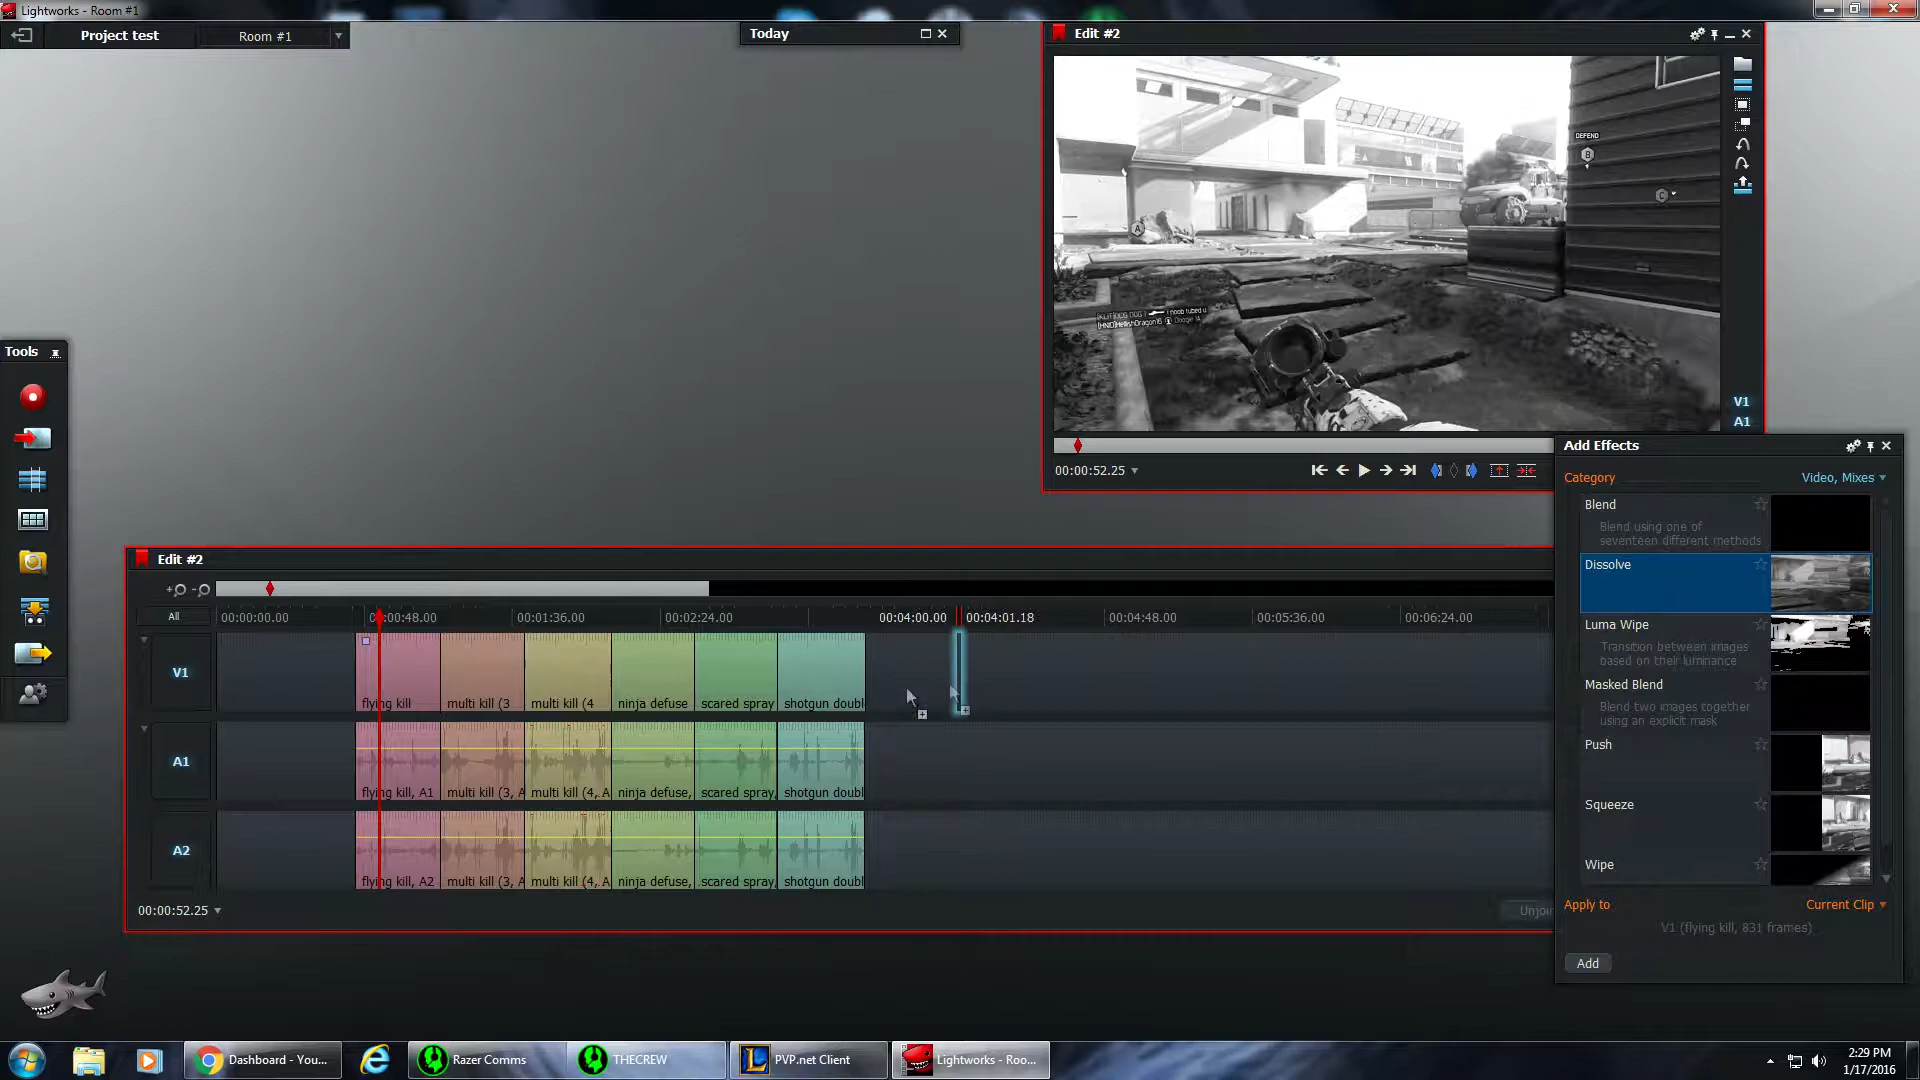 Lightworks - Room #1
Project test
Room #1
Today
Edit #2
DEFEND
B
C
A
V1
A1
00:00:52.25
Tools
Add Effects
Category
Video, Mixes
Blend
Blend using one of
seventeen different methods
Dissolve
Luma Wipe
Transition between images
based on their luminance
Masked Blend
Blend two images together
using an explicit mask
Push
Squeeze
Wipe
Apply to
Current Clip
V1 (flying kill, 831 frames)
Add
Edit #2
All
00:00:00.00
00:00:48.00
00:01:36.00
00:02:24.00
00:04:00.00
00:04:01.18
00:04:48.00
00:05:36.00
00:06:24.00
V1
flying kill
multi kill (3
multi kill (4
ninja defuse
scared spray
shotgun doubl
A1
flying kill, A1
multi kill (3, A
multi kill (4, A
ninja defuse,
scared spray,
shotgun doubl
A2
flying kill, A2
multi kill (3, A
multi kill (4, A
ninja defuse,
scared spray,
shotgun doubl
00:00:52.25
Unjoin
Dashboard - You...
Razer Comms
THECREW
PVP.net Client
Lightworks - Roo...
2:29 PM
1/17/2016